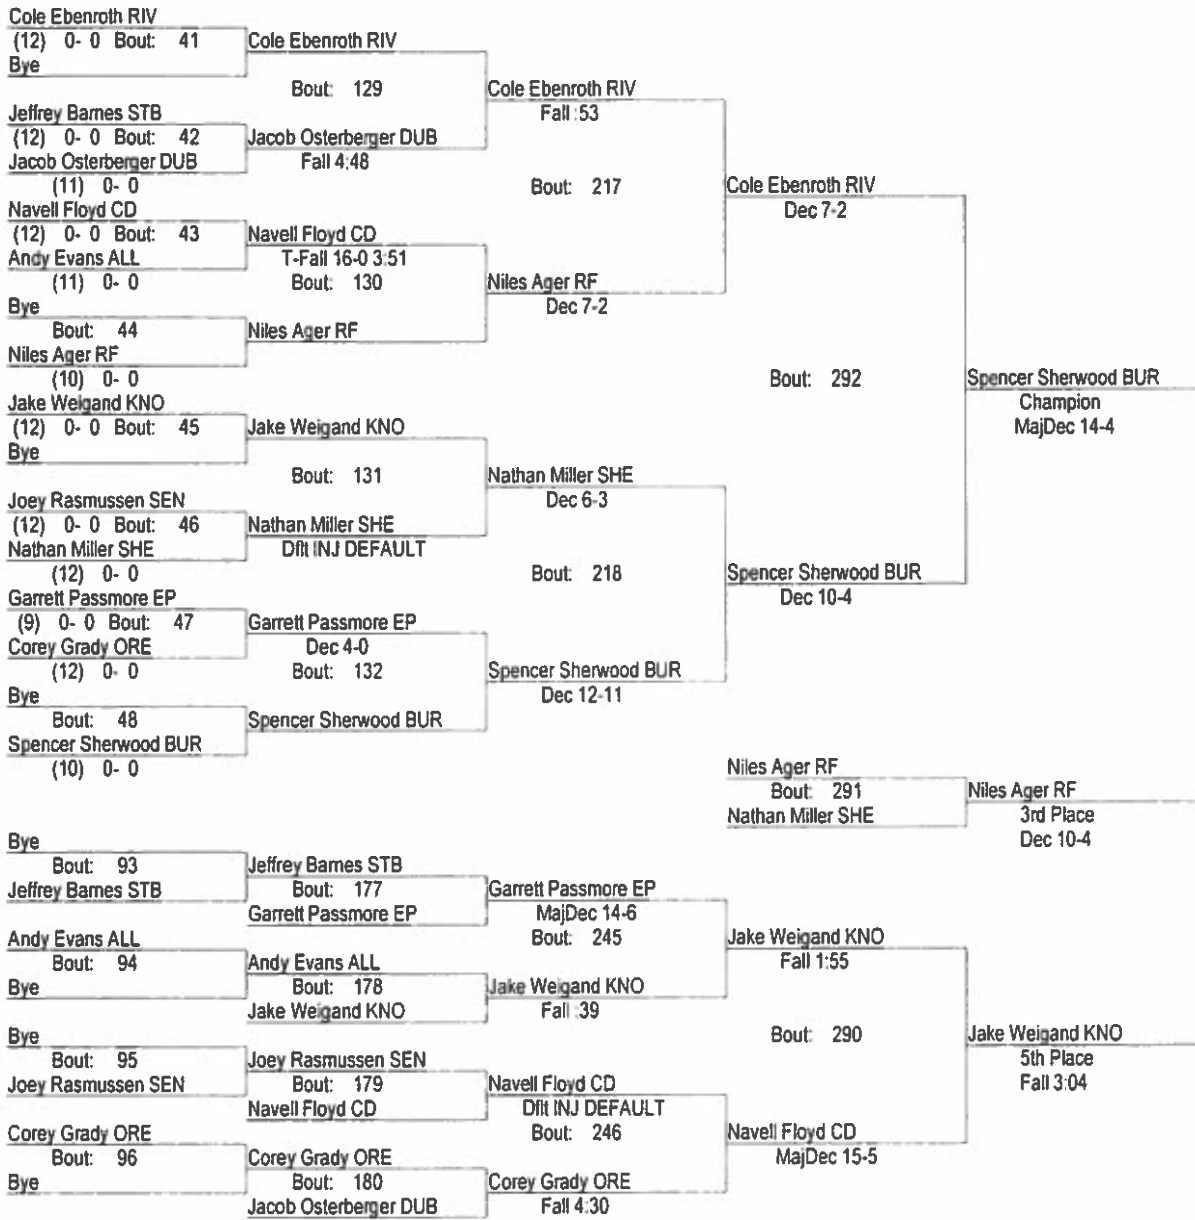 Cole Ebenroth RIV
(12) 0- 0 Bout: 41
Bye
Cole Ebenroth RIV
Bout: 129
Jeffrey Barnes STB
(12) 0- 0 Bout: 42
Jacob Osterberger DUB
(11) 0- 0
Jacob Osterberger DUB
Fall 4:48
Cole Ebenroth RIV
Fall :53
Bout: 217
Navell Floyd CD
(12) 0- 0 Bout: 43
Andy Evans ALL
(11) 0- 0
Navell Floyd CD
T-Fall 16-0 3:51
Bout: 130
Bye
Bout: 44
Niles Ager RF
(10) 0- 0
Niles Ager RF
Niles Ager RF
Dec 7-2
Cole Ebenroth RIV
Dec 7-2
Bout: 292
Jake Weigand KNO
(12) 0- 0 Bout: 45
Bye
Jake Weigand KNO
Bout: 131
Joey Rasmussen SEN
(12) 0- 0 Bout: 46
Nathan Miller SHE
(12) 0- 0
Nathan Miller SHE
Dflt INJ DEFAULT
Nathan Miller SHE
Dec 6-3
Bout: 218
Garrett Passmore EP
(9) 0- 0 Bout: 47
Corey Grady ORE
(12) 0- 0
Garrett Passmore EP
Dec 4-0
Bout: 132
Bye
Bout: 48
Spencer Sherwood BUR
(10) 0- 0
Spencer Sherwood BUR
Spencer Sherwood BUR
Dec 12-11
Spencer Sherwood BUR
Dec 10-4
Spencer Sherwood BUR
Champion
MajDec 14-4
Niles Ager RF
Bout: 291
Nathan Miller SHE
Niles Ager RF
3rd Place
Dec 10-4
Bye
Bout: 93
Jeffrey Barnes STB
Jeffrey Barnes STB
Bout: 177
Garrett Passmore EP
Garrett Passmore EP
MajDec 14-6
Bout: 245
Andy Evans ALL
Bout: 94
Bye
Andy Evans ALL
Bout: 178
Jake Weigand KNO
Jake Weigand KNO
Fall :39
Jake Weigand KNO
Fall 1:55
Bout: 290
Bye
Bout: 95
Joey Rasmussen SEN
Joey Rasmussen SEN
Bout: 179
Navell Floyd CD
Navell Floyd CD
Dflt INJ DEFAULT
Bout: 246
Corey Grady ORE
Bout: 96
Bye
Corey Grady ORE
Bout: 180
Jacob Osterberger DUB
Corey Grady ORE
Fall 4:30
Navell Floyd CD
MajDec 15-5
Jake Weigand KNO
5th Place
Fall 3:04